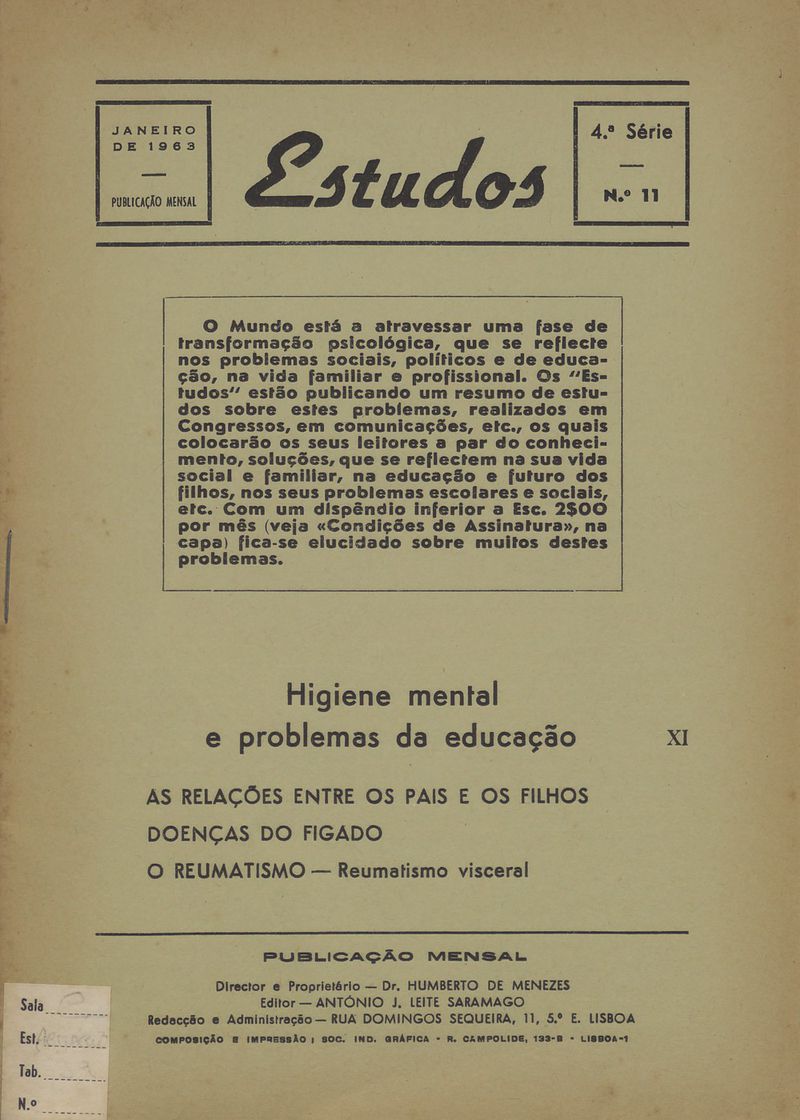 JANEIRO
DE 1963
PUBLICAÇÃO MENSAL
Estudos
4.ª Série
N.º 11
O Mundo está a atravessar uma fase de
transformação psicológica, que se reflecte
nos problemas sociais, políticos e de educa-
ção, na vida familiar e profissional. Os "Es-
tudos" estão publicando um resumo de estu-
dos sobre estes problemas, realizados em
Congressos, em comunicações, etc., os quais
colocarão os seus leitores a par do conheci-
mento, soluções, que se reflectem na sua vida
social e familiar, na educação e futuro dos
filhos, nos seus problemas escolares e sociais,
etc. Com um dispêndio inferior a Esc. 2$00
por mês (veja «Condições de Assinatura», na
capa) fica-se elucidado sobre muitos destes
problemas.
Higiene mental
e problemas da educação XI
AS RELAÇÕES ENTRE OS PAIS E OS FILHOS
DOENÇAS DO FIGADO
O REUMATISMO — Reumatismo visceral
PUBLICAÇÃO MENSAL
Director e Proprietário — Dr. HUMBERTO DE MENEZES
Editor — ANTÓNIO J. LEITE SARAMAGO
Redacção e Administração — RUA DOMINGOS SEQUEIRA, 11, 5.º E. LISBOA
COMPOSIÇÃO E IMPRESSÃO : SOC. IND. GRÁFICA - R. CAMPOLIDE, 133-B - LISBOA-1
Sala
Est.
Tab.
N.º